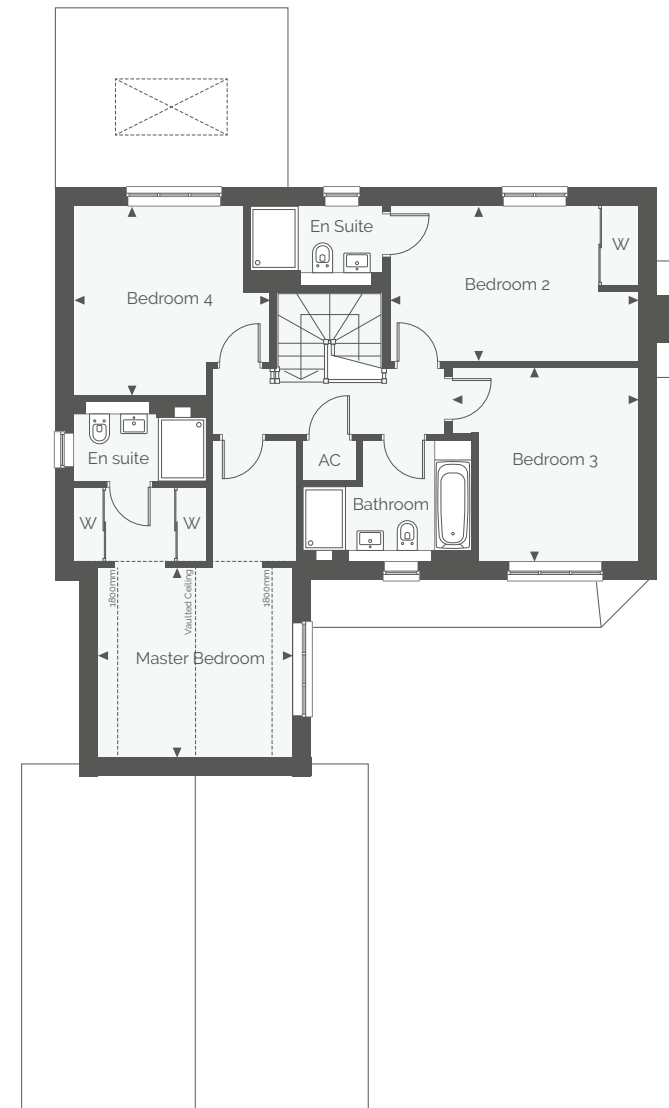 En Suite
W
Bedroom 2
Bedroom 4
En suite
AC
Bedroom 3
Bathroom
W
W
1800mm
Vaulted Ceiling
1800mm
Master Bedroom